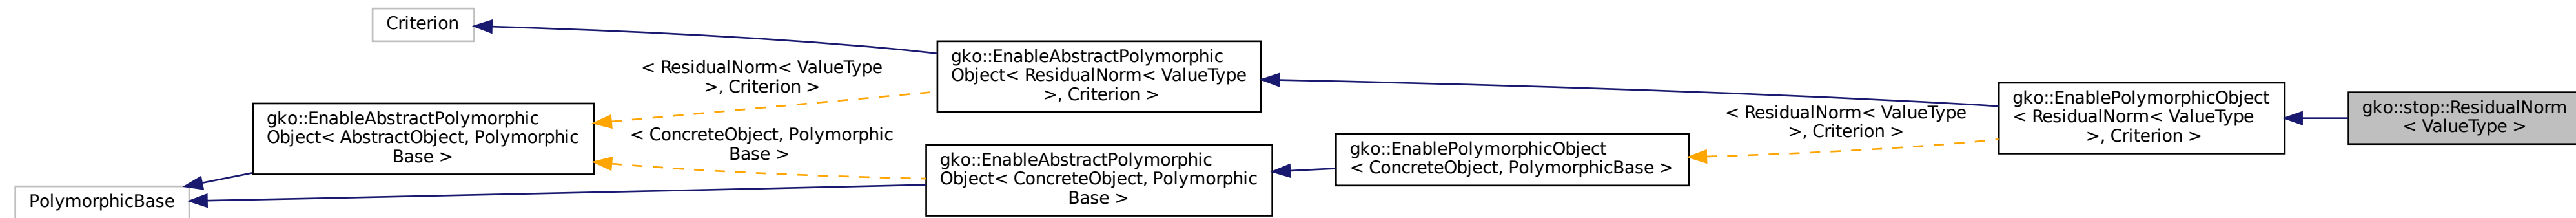 Criterion
gko::EnableAbstractPolymorphic
Object< ResidualNorm< ValueType
>, Criterion >
< ResidualNorm< ValueType
>, Criterion >
gko::EnablePolymorphicObject
< ResidualNorm< ValueType
>, Criterion >
gko::stop::ResidualNorm
< ValueType >
gko::EnableAbstractPolymorphic
Object< AbstractObject, Polymorphic
Base >
< ConcreteObject, Polymorphic
Base >
< ResidualNorm< ValueType
>, Criterion >
gko::EnablePolymorphicObject
< ConcreteObject, PolymorphicBase >
gko::EnableAbstractPolymorphic
Object< ConcreteObject, Polymorphic
Base >
PolymorphicBase